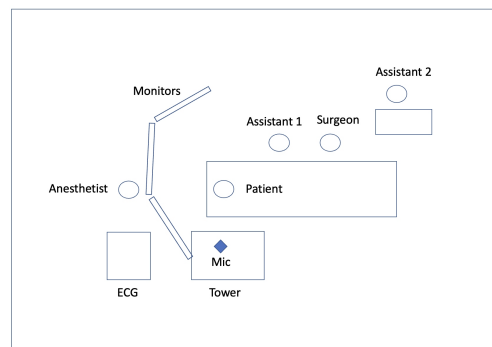 Assistant 2
Monitors
Assistant 1
Surgeon
Anesthetist
Patient
Mic
ECG
Tower